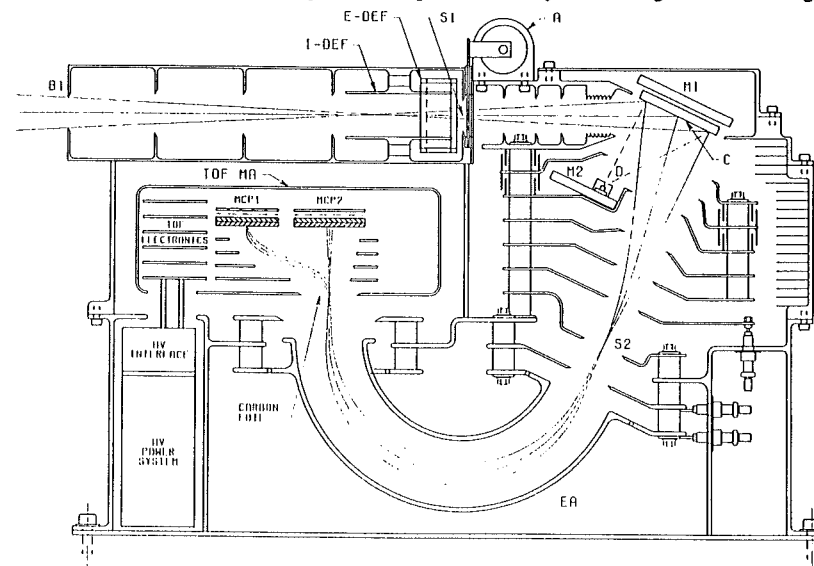 E-DEF
S1
A
I-DEF
B1
M1
TOF MA
MCP1
MCP2
M2
D
C
TOF
ELECTRONICS
S2
HV
INTERFACE
CARBON
FOIL
HV
POWER
SYSTEM
EA